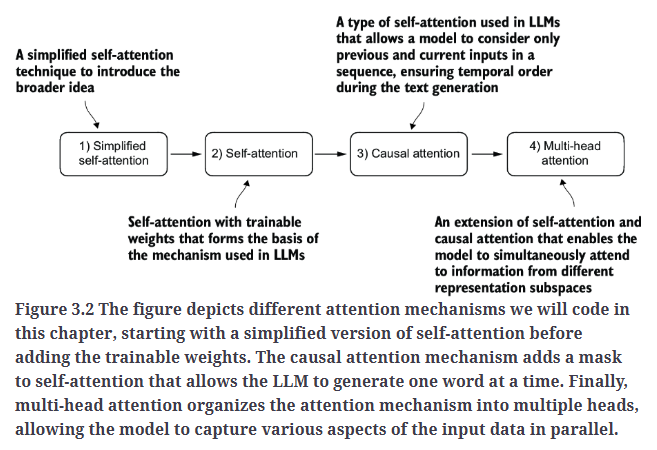 A type of self-attention used in LLMs
that allows a model to consider only
previous and current inputs in a
sequence, ensuring temporal order
during the text generation
A simplified self-attention
technique to introduce the
broader idea
1) Simplified
self-attention
2) Self-attention
3) Causal attention
4) Multi-head
attention
Self-attention with trainable
weights that forms the basis of
the mechanism used in LLMs
An extension of self-attention and
causal attention that enables the
model to simultaneously attend
to information from different
representation subspaces
Figure 3.2 The figure depicts different attention mechanisms we will code in
this chapter, starting with a simplified version of self-attention before
adding the trainable weights. The causal attention mechanism adds a mask
to self-attention that allows the LLM to generate one word at a time. Finally,
multi-head attention organizes the attention mechanism into multiple heads,
allowing the model to capture various aspects of the input data in parallel.